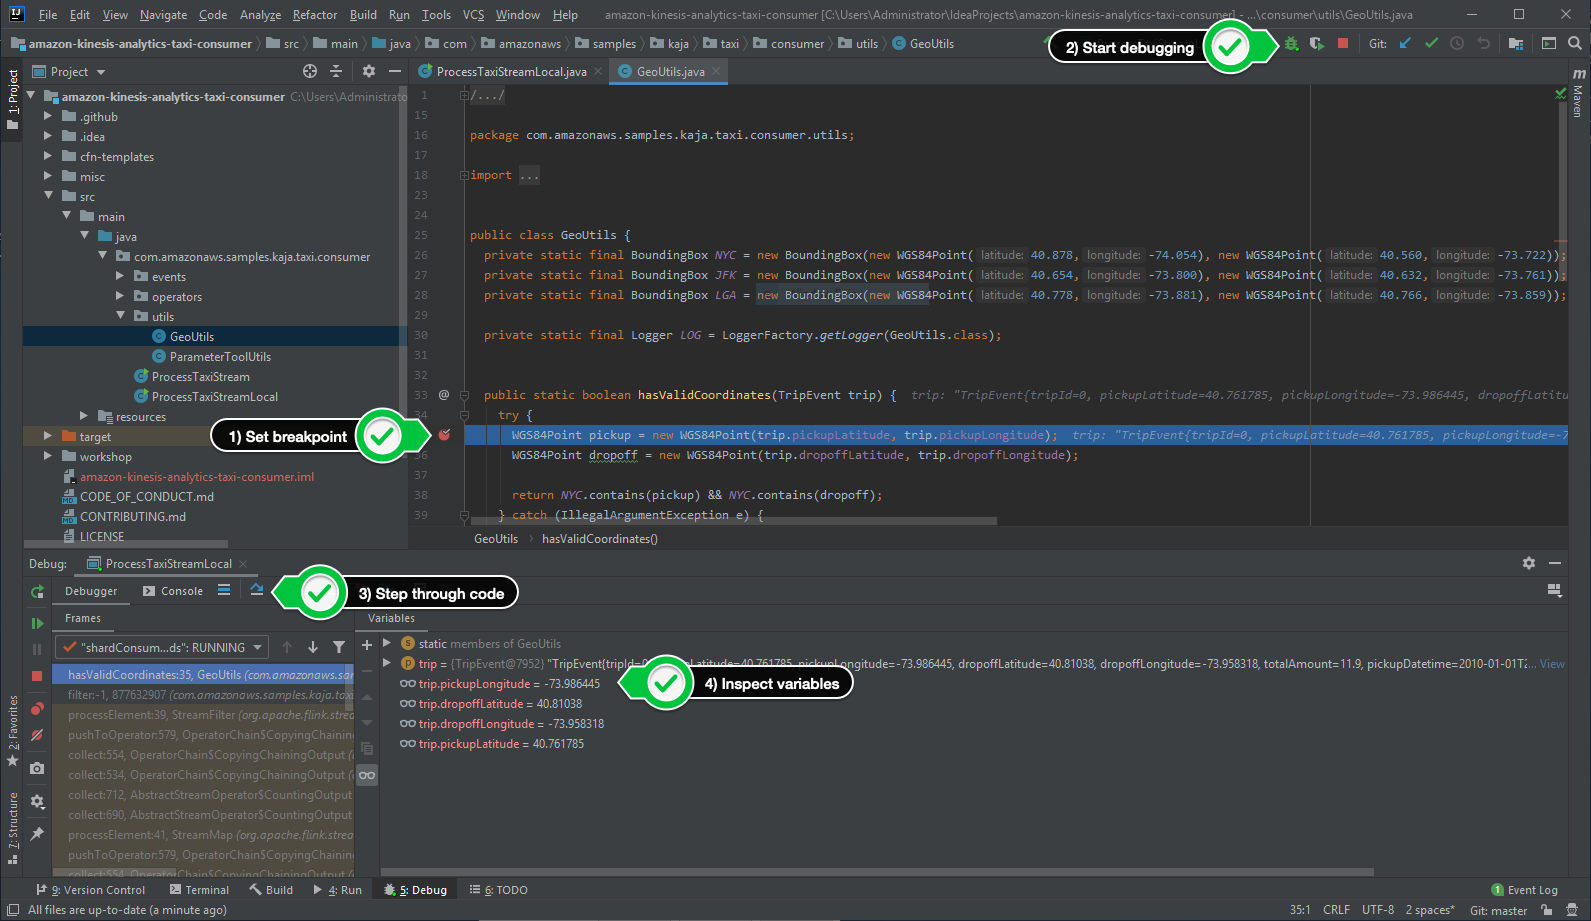 File Edit View Navigate Code Analyze Refactor Build Run Tools VCS Window Help amazon-kinesis-analytics-taxi-consumer [C:\Users\Administrator\IdeaProjects\amazon-kinesis-analytics-taxi-consumer] - ...\consumer\utils\GeoUtils.java
amazon-kinesis-analytics-taxi-consumer src main java com amazonaws samples kaja taxi consumer utils GeoUtils
2) Start debugging
Git:
1: Project
Project
ProcessTaxiStreamLocal.java
GeoUtils.java
Maven
amazon-kinesis-analytics-taxi-consumer C:\Users\Administrato
.github
.idea
cfn-templates
misc
src
main
java
com.amazonaws.samples.kaja.taxi.consumer
events
operators
utils
GeoUtils
ParameterToolUtils
ProcessTaxiStream
ProcessTaxiStreamLocal
resources
target
workshop
amazon-kinesis-analytics-taxi-consumer.iml
CODE_OF_CONDUCT.md
CONTRIBUTING.md
LICENSE
1) Set breakpoint
1 /.../
15
16 package com.amazonaws.samples.kaja.taxi.consumer.utils;
17
18 import ...
23
24
25 public class GeoUtils {
26 private static final BoundingBox NYC = new BoundingBox(new WGS84Point( latitude: 40.878, longitude: -74.054), new WGS84Point( latitude: 40.560, longitude: -73.722));
27 private static final BoundingBox JFK = new BoundingBox(new WGS84Point( latitude: 40.654, longitude: -73.800), new WGS84Point( latitude: 40.632, longitude: -73.761));
28 private static final BoundingBox LGA = new BoundingBox(new WGS84Point( latitude: 40.778, longitude: -73.881), new WGS84Point( latitude: 40.766, longitude: -73.859));
29
30 private static final Logger LOG = LoggerFactory.getLogger(GeoUtils.class);
31
32
33 @ public static boolean hasValidCoordinates(TripEvent trip) { trip: "TripEvent{tripId=0, pickupLatitude=40.761785, pickupLongitude=-73.986445, dropoffLatitu
34 try {
WGS84Point pickup = new WGS84Point(trip.pickupLatitude, trip.pickupLongitude); trip: "TripEvent{tripId=0, pickupLatitude=40.761785, pickupLongitude=-7
36 WGS84Point dropoff = new WGS84Point(trip.dropoffLatitude, trip.dropoffLongitude);
37
38 return NYC.contains(pickup) && NYC.contains(dropoff);
39 } catch (IllegalArgumentException e) {
GeoUtils hasValidCoordinates()
Debug: ProcessTaxiStreamLocal
Debugger Console
3) Step through code
Frames
Variables
"shardConsum...ds": RUNNING
hasValidCoordinates:35, GeoUtils (com.amazonaws.sar
filter:-1, 877632907 (com.amazonaws.samples.kaja.taxi.
processElement:39, StreamFilter (org.apache.flink.strea
pushToOperator:579, OperatorChain$CopyingChaining
collect:554, OperatorChain$CopyingChainingOutput (
collect:534, OperatorChain$CopyingChainingOutput (
collect:712, AbstractStreamOperator$CountingOutput
collect:690, AbstractStreamOperator$CountingOutput
processElement:41, StreamMap (org.apache.flink.strea
pushToOperator:579, OperatorChain$CopyingChaining
collect:554, OperatorChain$CopyingChainingOutput (
static members of GeoUtils
trip = {TripEvent@7952} "TripEvent{tripId=0, Latitude=40.761785, pickupLongitude=-73.986445, dropoffLatitude=40.81038, dropoffLongitude=-73.958318, totalAmount=11.9, pickupDatetime=2010-01-01T2... View
trip.pickupLongitude = -73.986445
trip.dropoffLatitude = 40.81038
trip.dropoffLongitude = -73.958318
trip.pickupLatitude = 40.761785
4) Inspect variables
2: Favorites
7: Structure
9: Version Control Terminal Build 4: Run 5: Debug 6: TODO 1 Event Log
All files are up-to-date (a minute ago) 35:1 CRLF UTF-8 2 spaces* Git: master